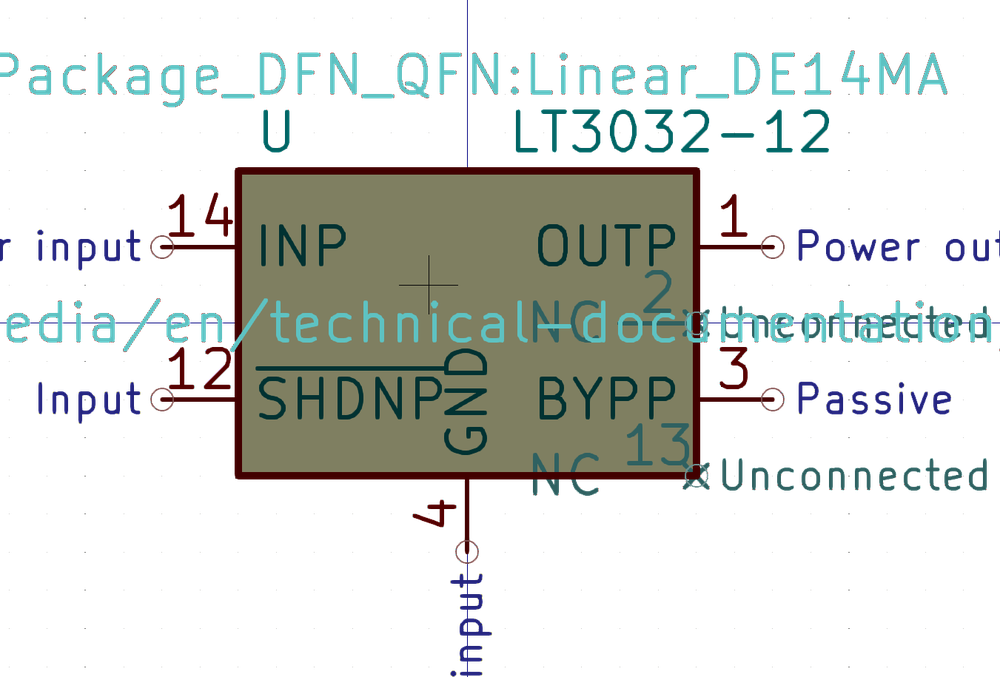 Package_DFN_QFN:Linear_DE14MA
U LT3032-12
14 1
r input INP OUTP Power out
2
NC Unconnected
edia/en/technical-documentation
12 3
Input SHDNP BYPP Passive
GND
13
NC Unconnected
4
input